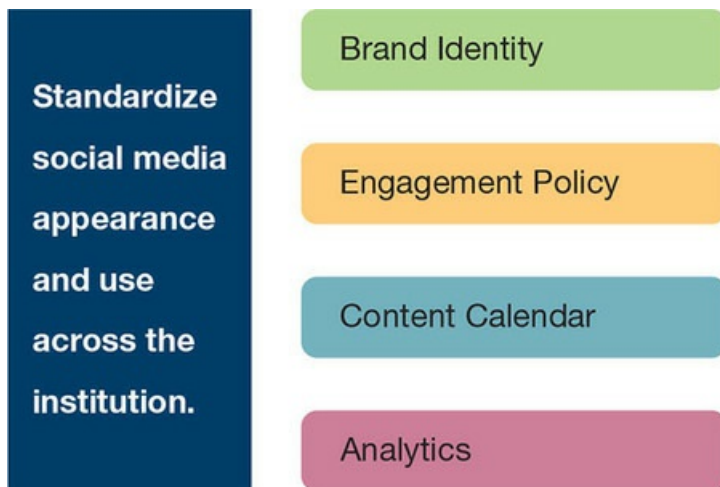 Standardize
social media
appearance
and use
across the
institution.
Brand Identity
Engagement Policy
Content Calendar
Analytics